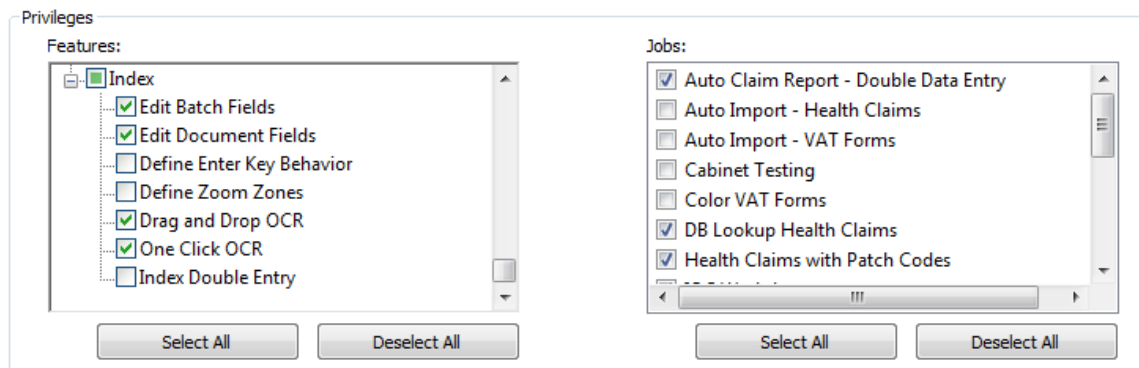 Privileges
Features:
Index
Edit Batch Fields
Edit Document Fields
Define Enter Key Behavior
Define Zoom Zones
Drag and Drop OCR
One Click OCR
Index Double Entry
Select All
Deselect All
Jobs:
Auto Claim Report - Double Data Entry
Auto Import - Health Claims
Auto Import - VAT Forms
Cabinet Testing
Color VAT Forms
DB Lookup Health Claims
Health Claims with Patch Codes
Select All
Deselect All